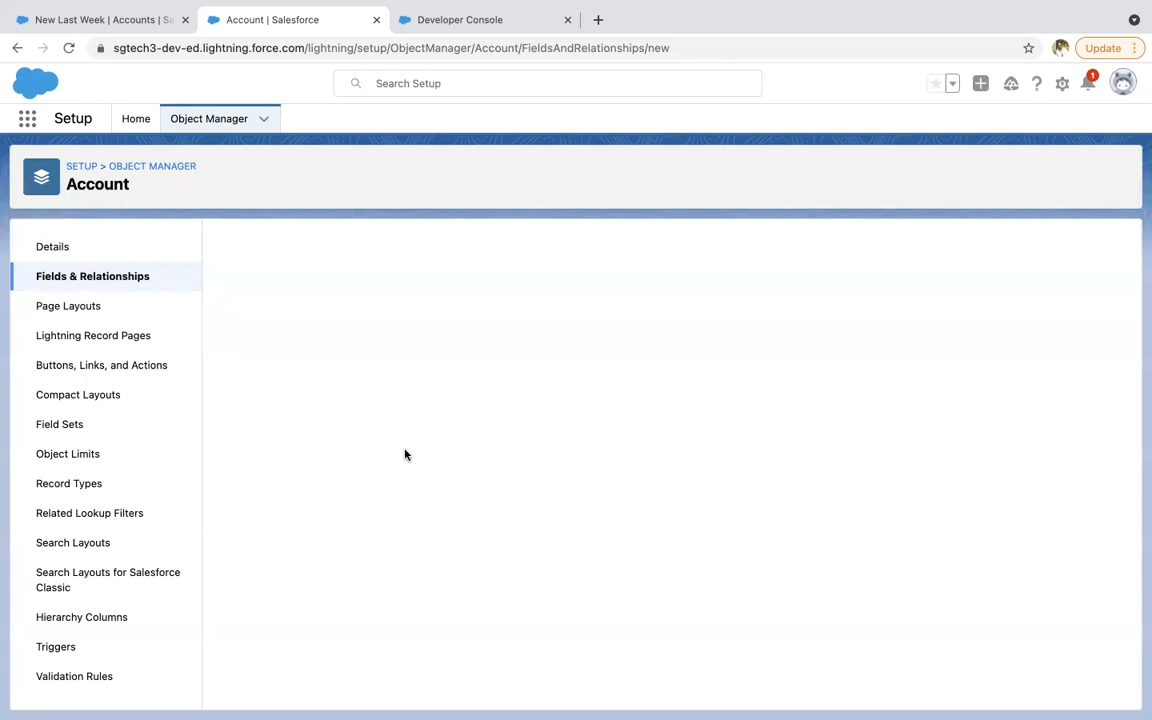 New Last Week | Accounts | Sa
Account | Salesforce
Developer Console
sgtech3-dev-ed.lightning.force.com/lightning/setup/ObjectManager/Account/FieldsAndRelationships/new
Update
Search Setup
1
Setup
Home
Object Manager
SETUP > OBJECT MANAGER
Account
Details
Fields & Relationships
Page Layouts
Lightning Record Pages
Buttons, Links, and Actions
Compact Layouts
Field Sets
Object Limits
Record Types
Related Lookup Filters
Search Layouts
Search Layouts for Salesforce
Classic
Hierarchy Columns
Triggers
Validation Rules